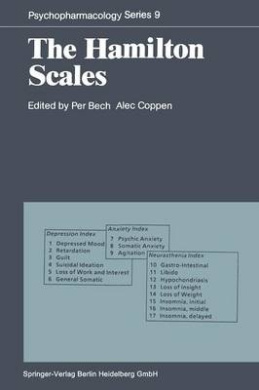 Psychopharmacology Series 9
The Hamilton
Scales
Edited by Per Bech Alec Coppen
Depression Index
1 Depressed Mood
2 Retardation
3 Guilt
4 Suicidal Ideation
5 Loss of Work and Interest
6 General Somatic
Anxiety Index
7 Psychic Anxiety
8 Somatic Anxiety
9 Agitation
Neurasthenia Index
10 Gastro-Intestinal
11 Libido
12 Hypochondriasis
13 Loss of Insight
14 Loss of Weight
15 Insomnia, initial
16 Insomnia, middle
17 Insomnia, delayed
Springer-Verlag Berlin Heidelberg GmbH